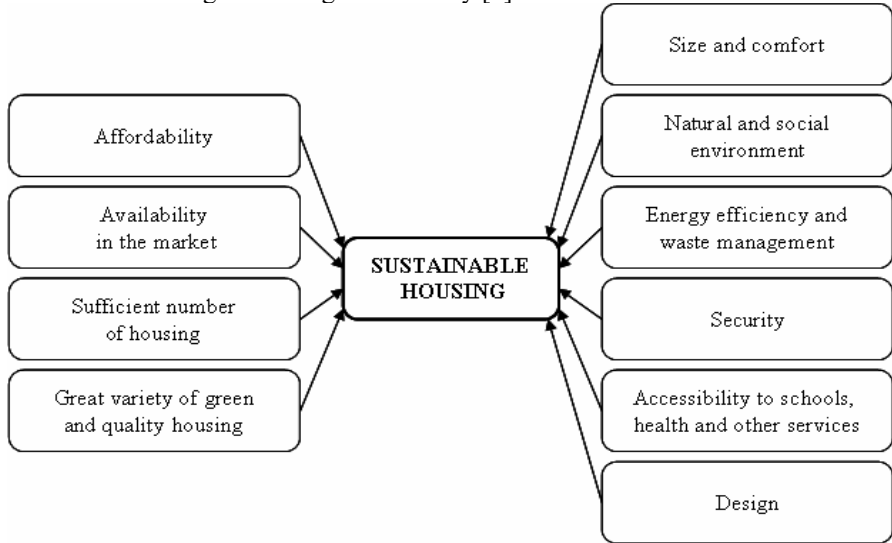 Affordability
Availability
in the market
Sufficient number
of housing
Great variety of green
and quality housing
SUSTAINABLE
HOUSING
Size and comfort
Natural and social
environment
Energy efficiency and
waste management
Security
Accessibility to schools,
health and other services
Design